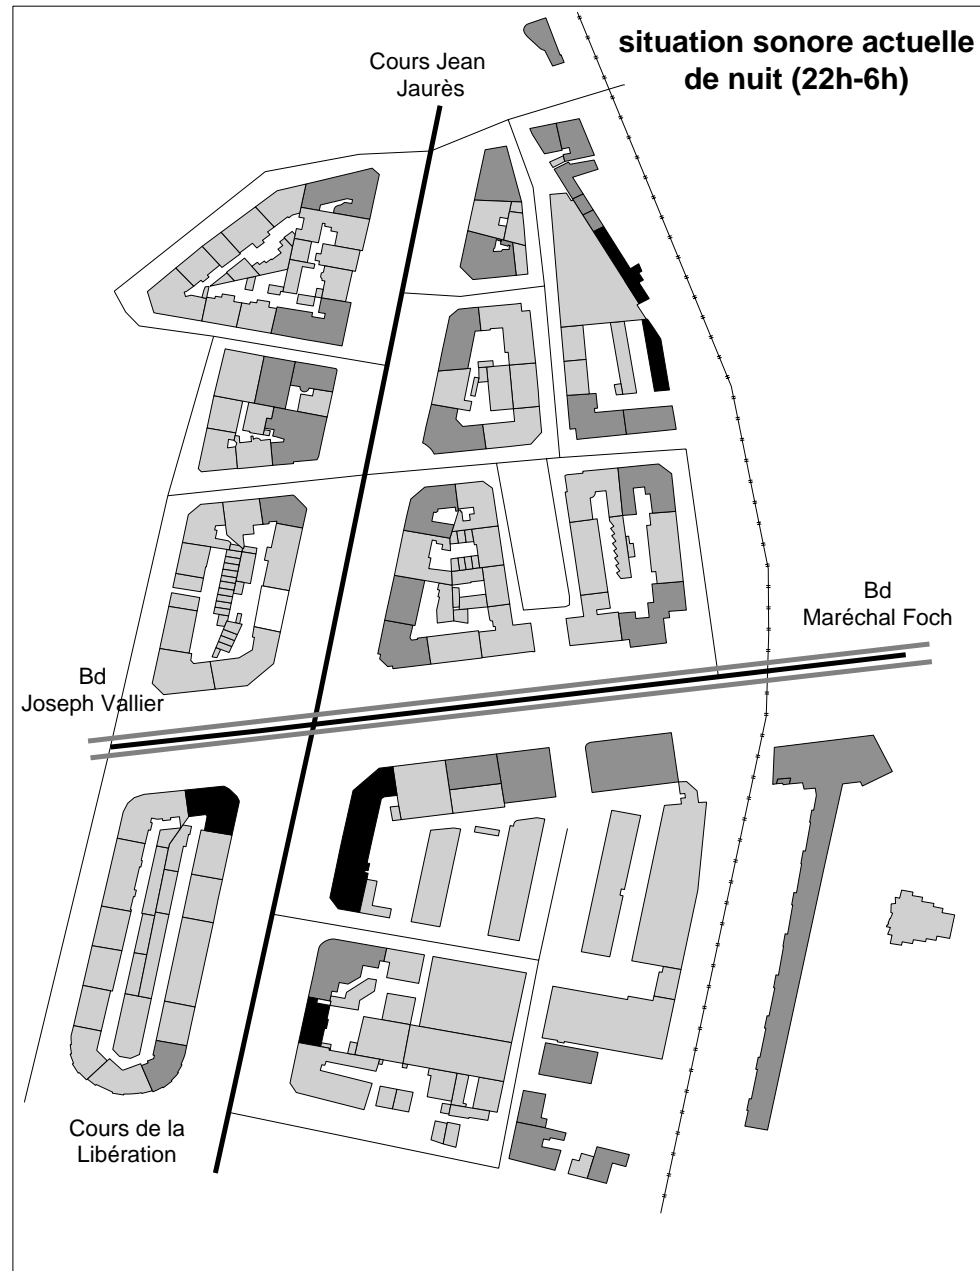 situation sonore actuelle
de nuit (22h-6h)
Cours Jean
Jaurès
Bd
Maréchal Foch
Bd
Joseph Vallier
Cours de la
Libération